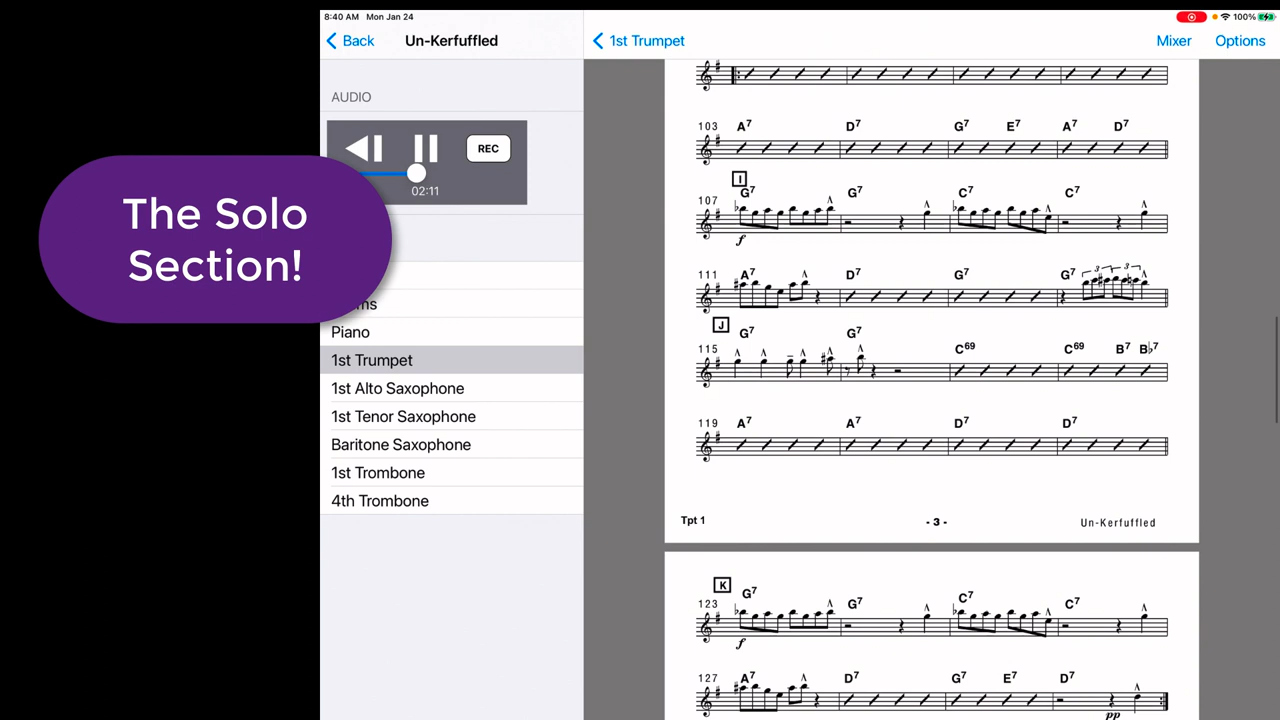 8:40 AM Mon Jan 24
100%
Back
Un-Kerfuffled
1st Trumpet
Mixer
Options
AUDIO
REC
02:11
The Solo
Section!
Piano
1st Trumpet
1st Alto Saxophone
1st Tenor Saxophone
Baritone Saxophone
1st Trombone
4th Trombone
103 A7 D7 G7 E7 A7 D7
I
107 G7 G7 C7 C7
f
111 A7 D7 G7 G7 3 3
J
115 G7 G7 C69 C69 B7 B♭7
119 A7 A7 D7 D7
Tpt 1
- 3 -
Un-Kerfuffled
K
123 G7 G7 C7 C7
f
127 A7 D7 G7 E7 D7
pp